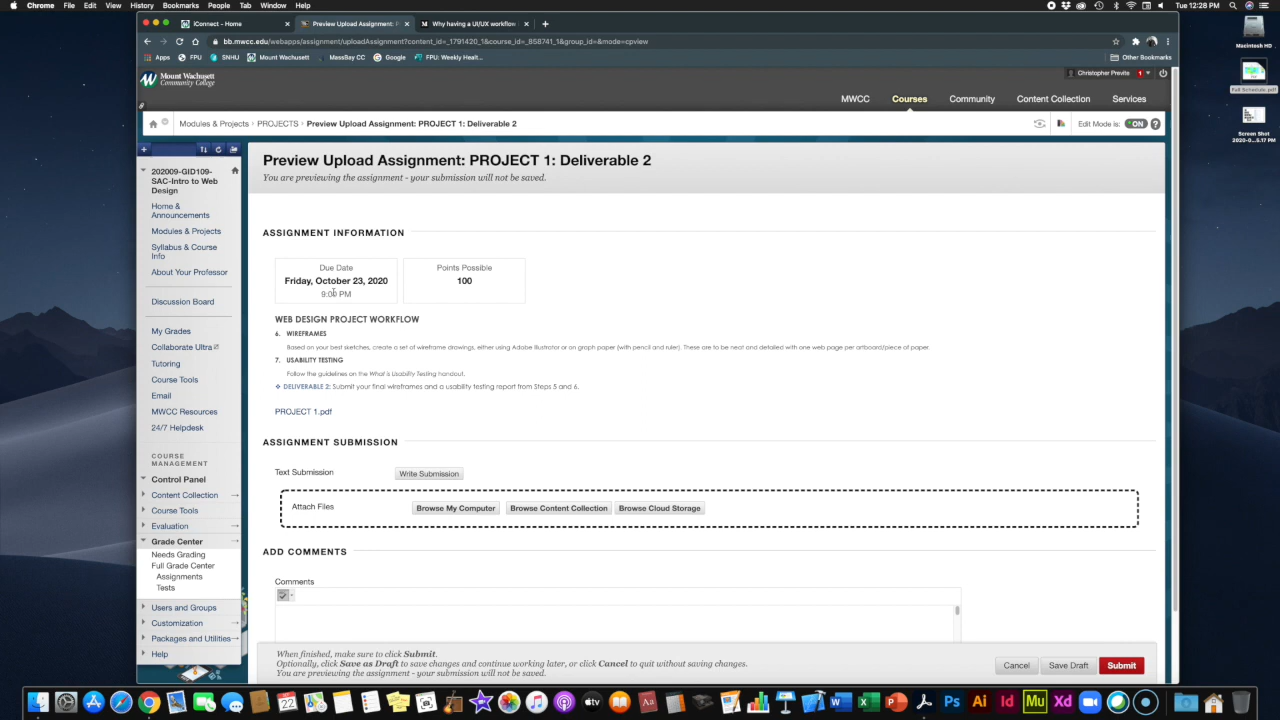 Chrome File Edit View History Bookmarks People Tab Window Help Tue 12:28 PM
iConnect – Home Preview Upload Assignment: P Why having a UI/UX workflow
bb.mwcc.edu/webapps/assignment/uploadAssignment?content_id=_1791420_1&course_id=_858741_1&group_id=&mode=cpview
Apps FPU SNHU Mount Wachusett MassBay CC Google FPU: Weekly Healt... Other Bookmarks
Mount Wachusett
Community College
Christopher Previte 1
MWCC Courses Community Content Collection Services
Modules & Projects PROJECTS Preview Upload Assignment: PROJECT 1: Deliverable 2 Edit Mode is: ON ?
202009-GID109-
SAC-Intro to Web
Design
Home &
Announcements
Modules & Projects
Syllabus & Course
Info
About Your Professor
Discussion Board
My Grades
Collaborate Ultra
Tutoring
Course Tools
Email
MWCC Resources
24/7 Helpdesk
COURSE
MANAGEMENT
Control Panel
Content Collection
Course Tools
Evaluation
Grade Center
Needs Grading
Full Grade Center
Assignments
Tests
Users and Groups
Customization
Packages and Utilities
Help
Preview Upload Assignment: PROJECT 1: Deliverable 2
You are previewing the assignment - your submission will not be saved.
ASSIGNMENT INFORMATION
Due Date
Friday, October 23, 2020
9:00 PM
Points Possible
100
WEB DESIGN PROJECT WORKFLOW
6. WIREFRAMES
Based on your best sketches, create a set of wireframe drawings, either using Adobe Illustrator or on graph paper (with pencil and ruler). These are to be neat and detailed with one web page per artboard/piece of paper.
7. USABILITY TESTING
Follow the guidelines on the What is Usability Testing handout.
❖ DELIVERABLE 2: Submit your final wireframes and a usability testing report from Steps 5 and 6.
PROJECT 1.pdf
ASSIGNMENT SUBMISSION
Text Submission Write Submission
Attach Files Browse My Computer Browse Content Collection Browse Cloud Storage
ADD COMMENTS
Comments
When finished, make sure to click Submit.
Optionally, click Save as Draft to save changes and continue working later, or click Cancel to quit without saving changes.
You are previewing the assignment - your submission will not be saved.
Cancel Save Draft Submit
Macintosh HD
Full Schedule.pdf
Screen Shot
2020-0...5.17 PM
22 Aa X P Ps Ai Id Mu Xd